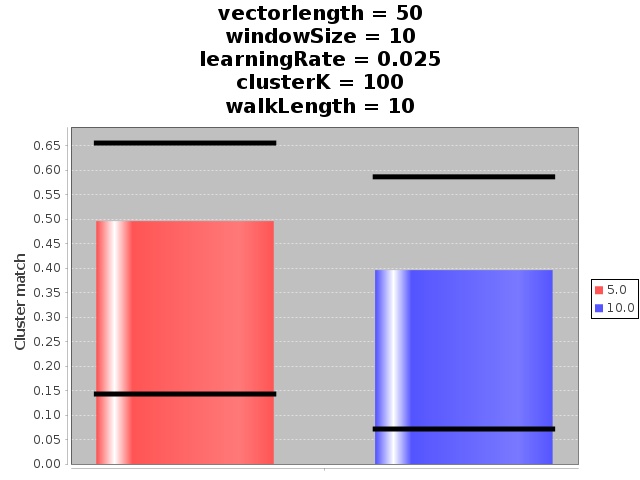 vectorlength = 50
windowSize = 10
learningRate = 0.025
clusterK = 100
walkLength = 10
0.65
0.60
0.55
0.50
0.45
0.40
0.35
0.30
0.25
0.20
0.15
0.10
0.05
0.00
Cluster match
5.0
10.0